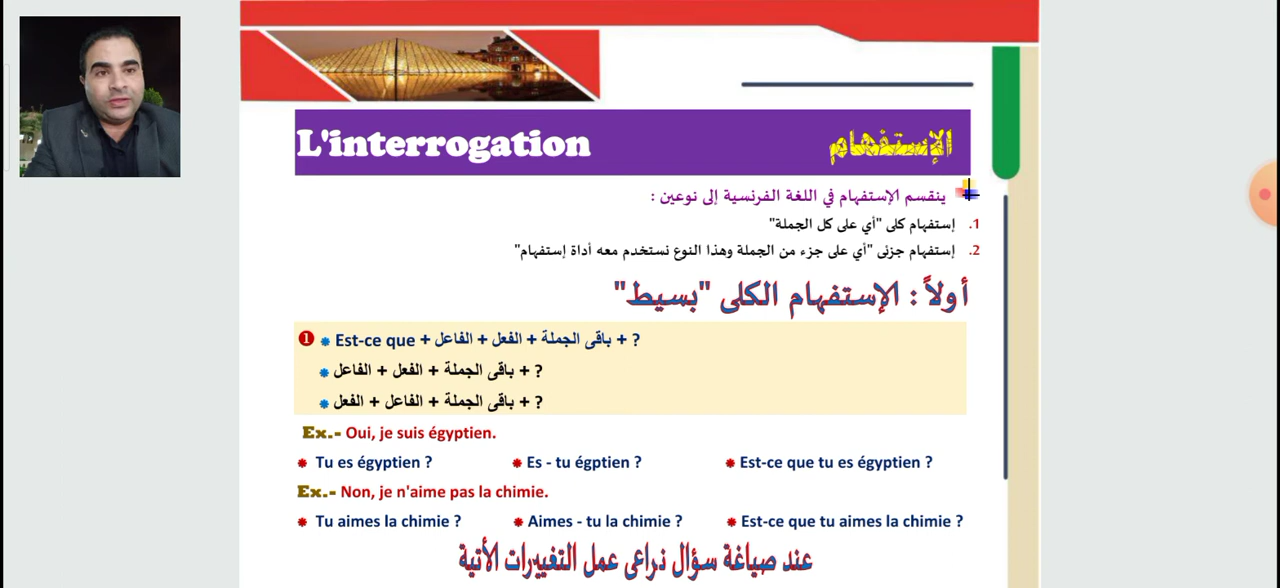 L'interrogation الإستفهام
ينقسم الإستفهام في اللغة الفرنسية إلى نوعين :
1. إستفهام كلى "أي على كل الجملة"
2. إستفهام جزئى "أي على جزء من الجملة وهذا النوع نستخدم معه أداة إستفهام"
أولاً : الإستفهام الكلى "بسيط"
1 * Est-ce que + الفاعل + الفعل + باقى الجملة + ?
* الفاعل + الفعل + باقى الجملة + ?
* الفعل + الفاعل + باقى الجملة + ?
Ex.- Oui, je suis égyptien.
* Tu es égyptien ? * Es - tu égptien ? * Est-ce que tu es égyptien ?
Ex.- Non, je n'aime pas la chimie.
* Tu aimes la chimie ? * Aimes - tu la chimie ? * Est-ce que tu aimes la chimie ?
عند صياغة سؤال نراعى عمل التغييرات الأتية